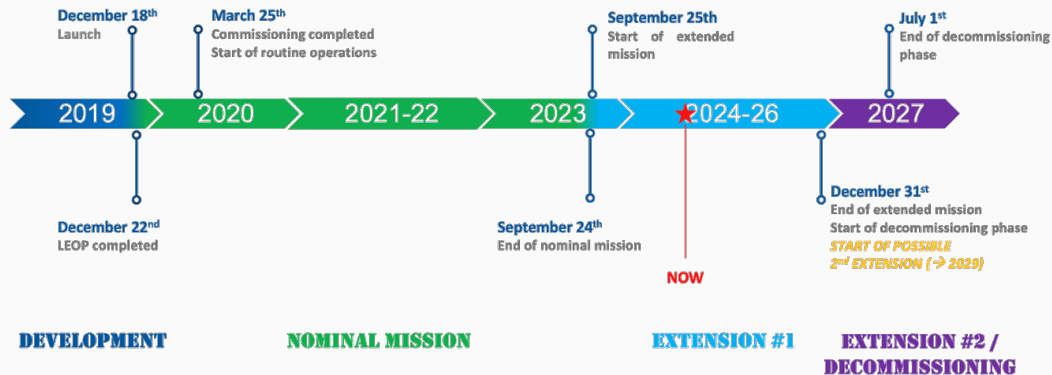 December 18th
Launch
March 25th
Commissioning completed
Start of routine operations
September 25th
Start of extended
mission
July 1st
End of decommissioning
phase
2019
2020
2021-22
2023
2024-26
2027
December 22nd
LEOP completed
September 24th
End of nominal mission
NOW
December 31st
End of extended mission
Start of decommissioning phase
START OF POSSIBLE
2nd EXTENSION (→ 2029)
DEVELOPMENT
NOMINAL MISSION
EXTENSION #1
EXTENSION #2 /
DECOMMISSIONING